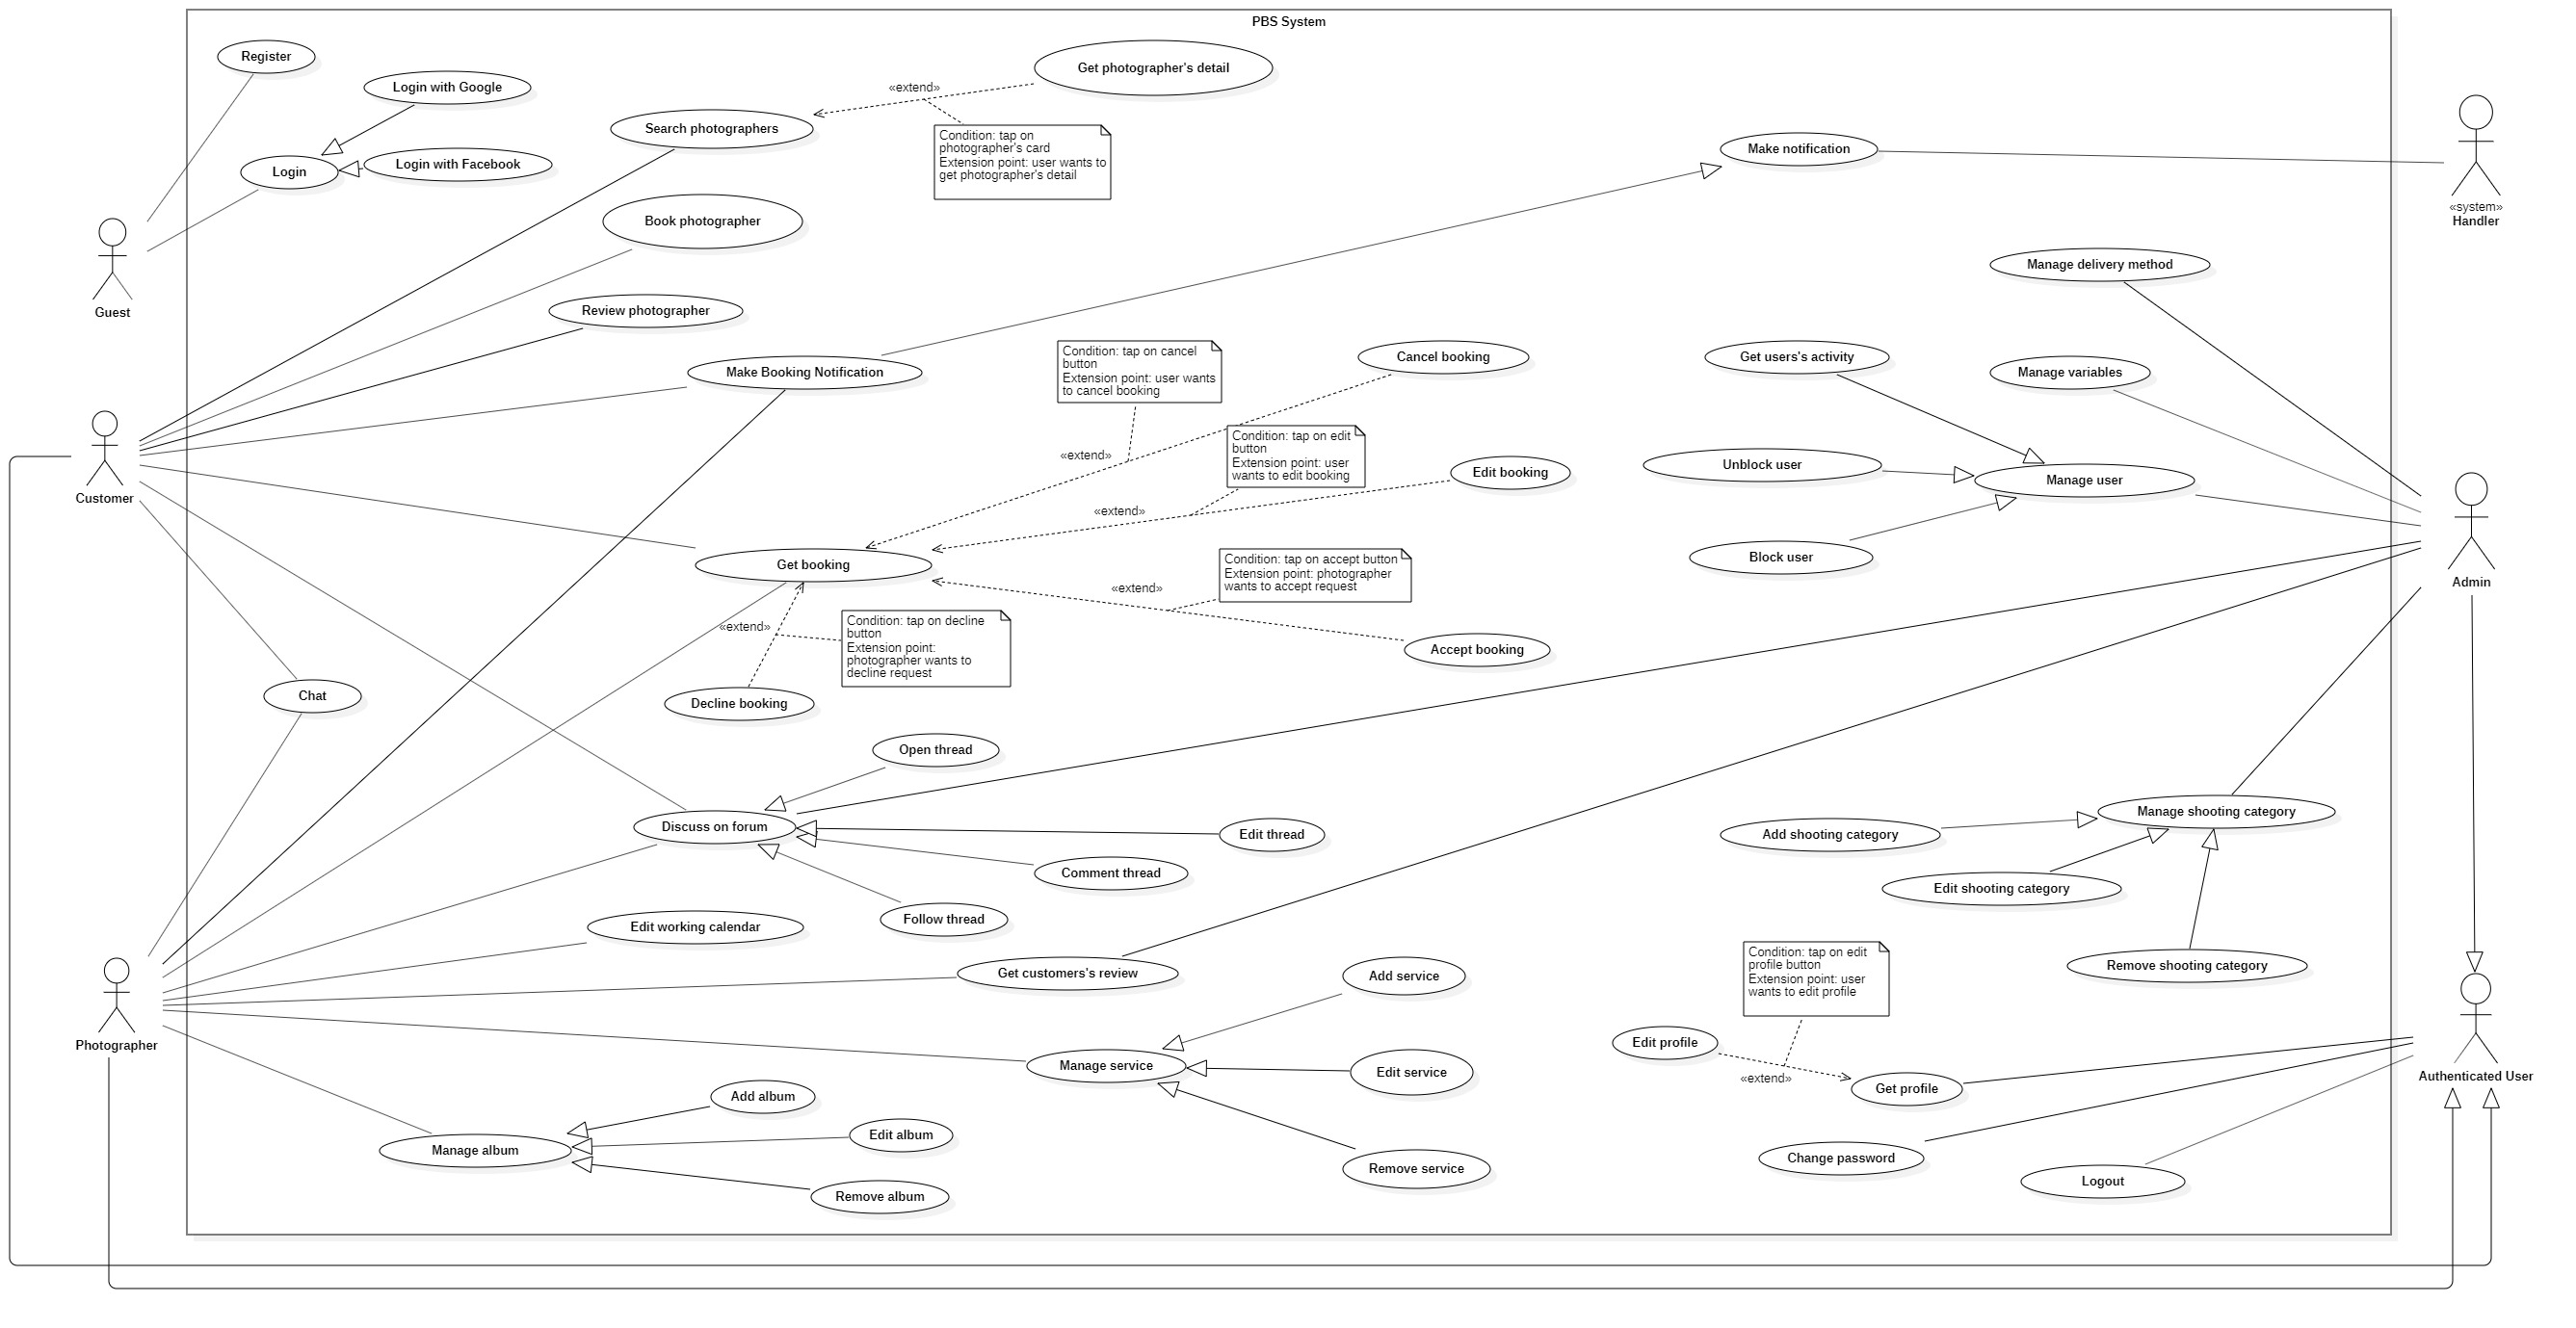 PBS System
Register
Login with Google
Login with Facebook
Login
Get photographer's detail
«extend»
Search photographers
Condition: tap on
photographer's card
Extension point: user wants to
get photographer's detail
Make notification
«system»
Handler
Book photographer
Guest
Manage delivery method
Review photographer
Make Booking Notification
Condition: tap on cancel
button
Extension point: user wants
to cancel booking
Cancel booking
Get users's activity
Manage variables
Customer
«extend»
Condition: tap on edit
button
Extension point: user
wants to edit booking
Edit booking
Unblock user
Manage user
«extend»
Block user
Admin
Get booking
Condition: tap on accept button
Extension point: photographer
wants to accept request
«extend»
«extend»
Condition: tap on decline
button
Extension point:
photographer wants to
decline request
Accept booking
Chat
Decline booking
Open thread
Discuss on forum
Edit thread
Comment thread
Follow thread
Manage shooting category
Add shooting category
Edit shooting category
Remove shooting category
Edit working calendar
Get customers's review
Photographer
Add service
Manage service
Edit service
Remove service
Condition: tap on edit
profile button
Extension point: user
wants to edit profile
Edit profile
«extend»
Get profile
Authenticated User
Change password
Logout
Add album
Edit album
Manage album
Remove album